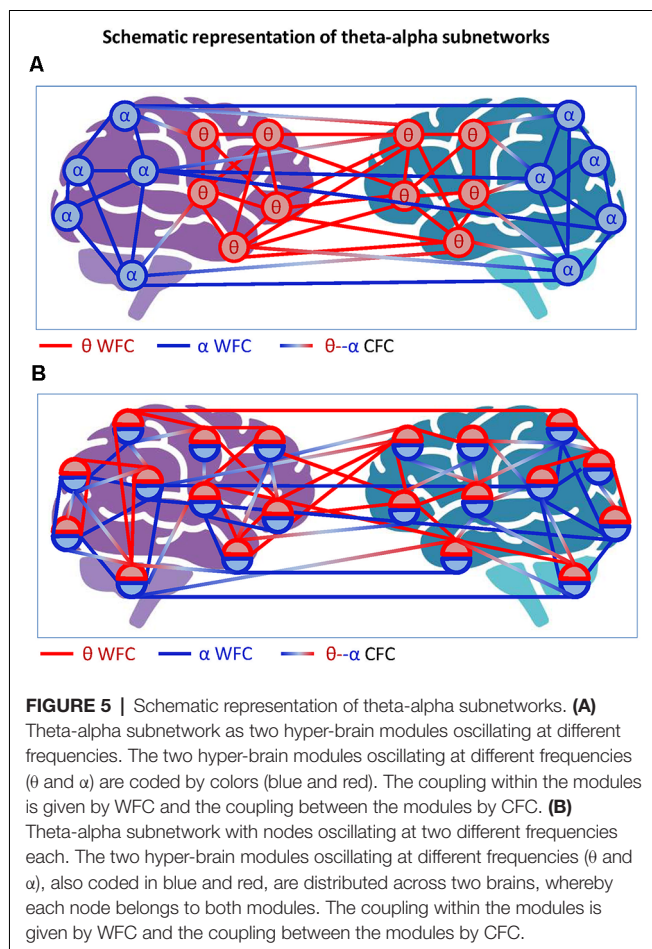 Schematic representation of theta-alpha subnetworks
A
α
θ
θ
θ
θ
α
α
α
α
θ
θ
θ
θ
α
α
θ
α
θ
θ
α
α
θ WFC
α WFC
θ--α CFC
B
θ WFC
α WFC
θ--α CFC
FIGURE 5 | Schematic representation of theta-alpha subnetworks. (A)
Theta-alpha subnetwork as two hyper-brain modules oscillating at different
frequencies. The two hyper-brain modules oscillating at different frequencies
(θ and α) are coded by colors (blue and red). The coupling within the modules
is given by WFC and the coupling between the modules by CFC. (B)
Theta-alpha subnetwork with nodes oscillating at two different frequencies
each. The two hyper-brain modules oscillating at different frequencies (θ and
α), also coded in blue and red, are distributed across two brains, whereby
each node belongs to both modules. The coupling within the modules is
given by WFC and the coupling between the modules by CFC.